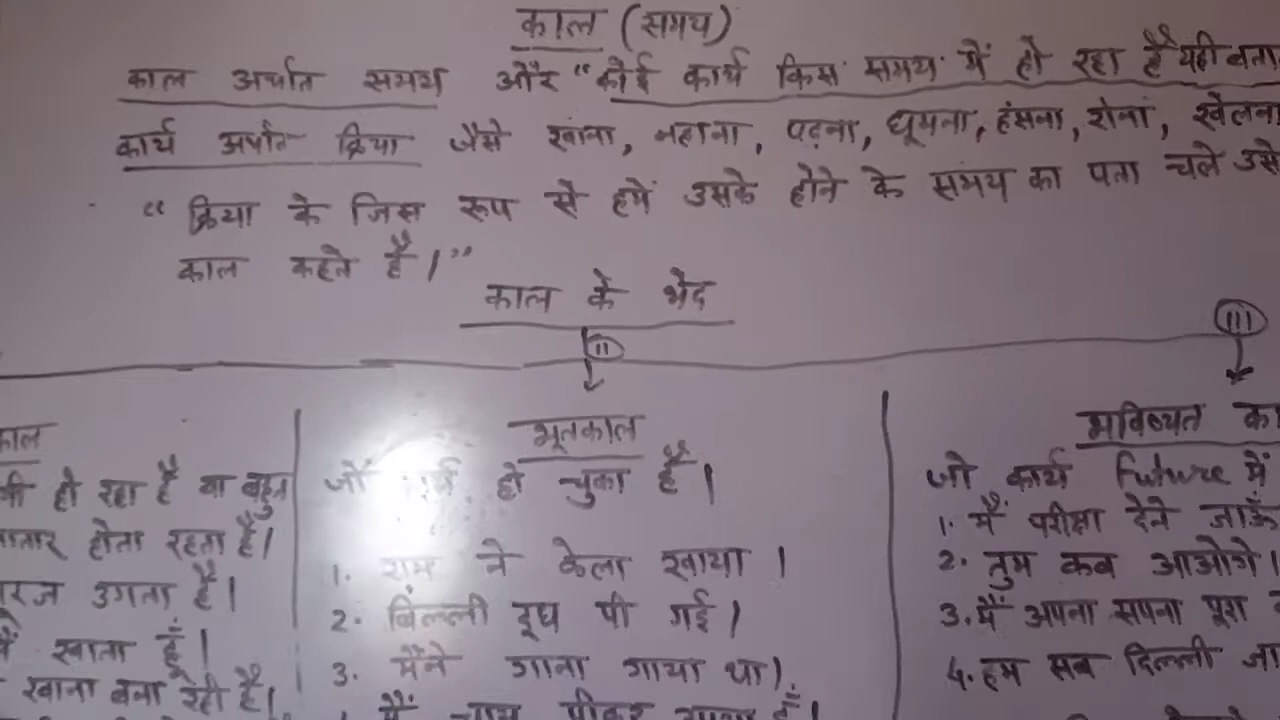 काल (समय)
काल अर्थात समय और "कोई कार्य किस समय में हो रहा है यही बता
कार्य अर्थात क्रिया जैसे खाना, नहाना, पढ़ना, घूमना, हंसना, रोना, खेलना
" क्रिया के जिस रूप से हमें उसके होने के समय का पता चले उसे
काल कहते हैं।"
काल के भेद
II
III
काल
हो रहा है या बहुत
होता रहता है।
उगता है।
खाता हूँ।
खाना बना रही है।
भूतकाल
जो कार्य हो चुका है।
1. राम ने केला खाया ।
2. बिल्ली दूध पी गई।
3. मैंने गाना गाया था।
मैं चाय पीकर
भविष्यत का
जो कार्य future में
1. मैं परीक्षा देने जाऊँ
2. तुम कब आओगे।
3. मैं अपना सपना पूरा
4. हम सब दिल्ली जा